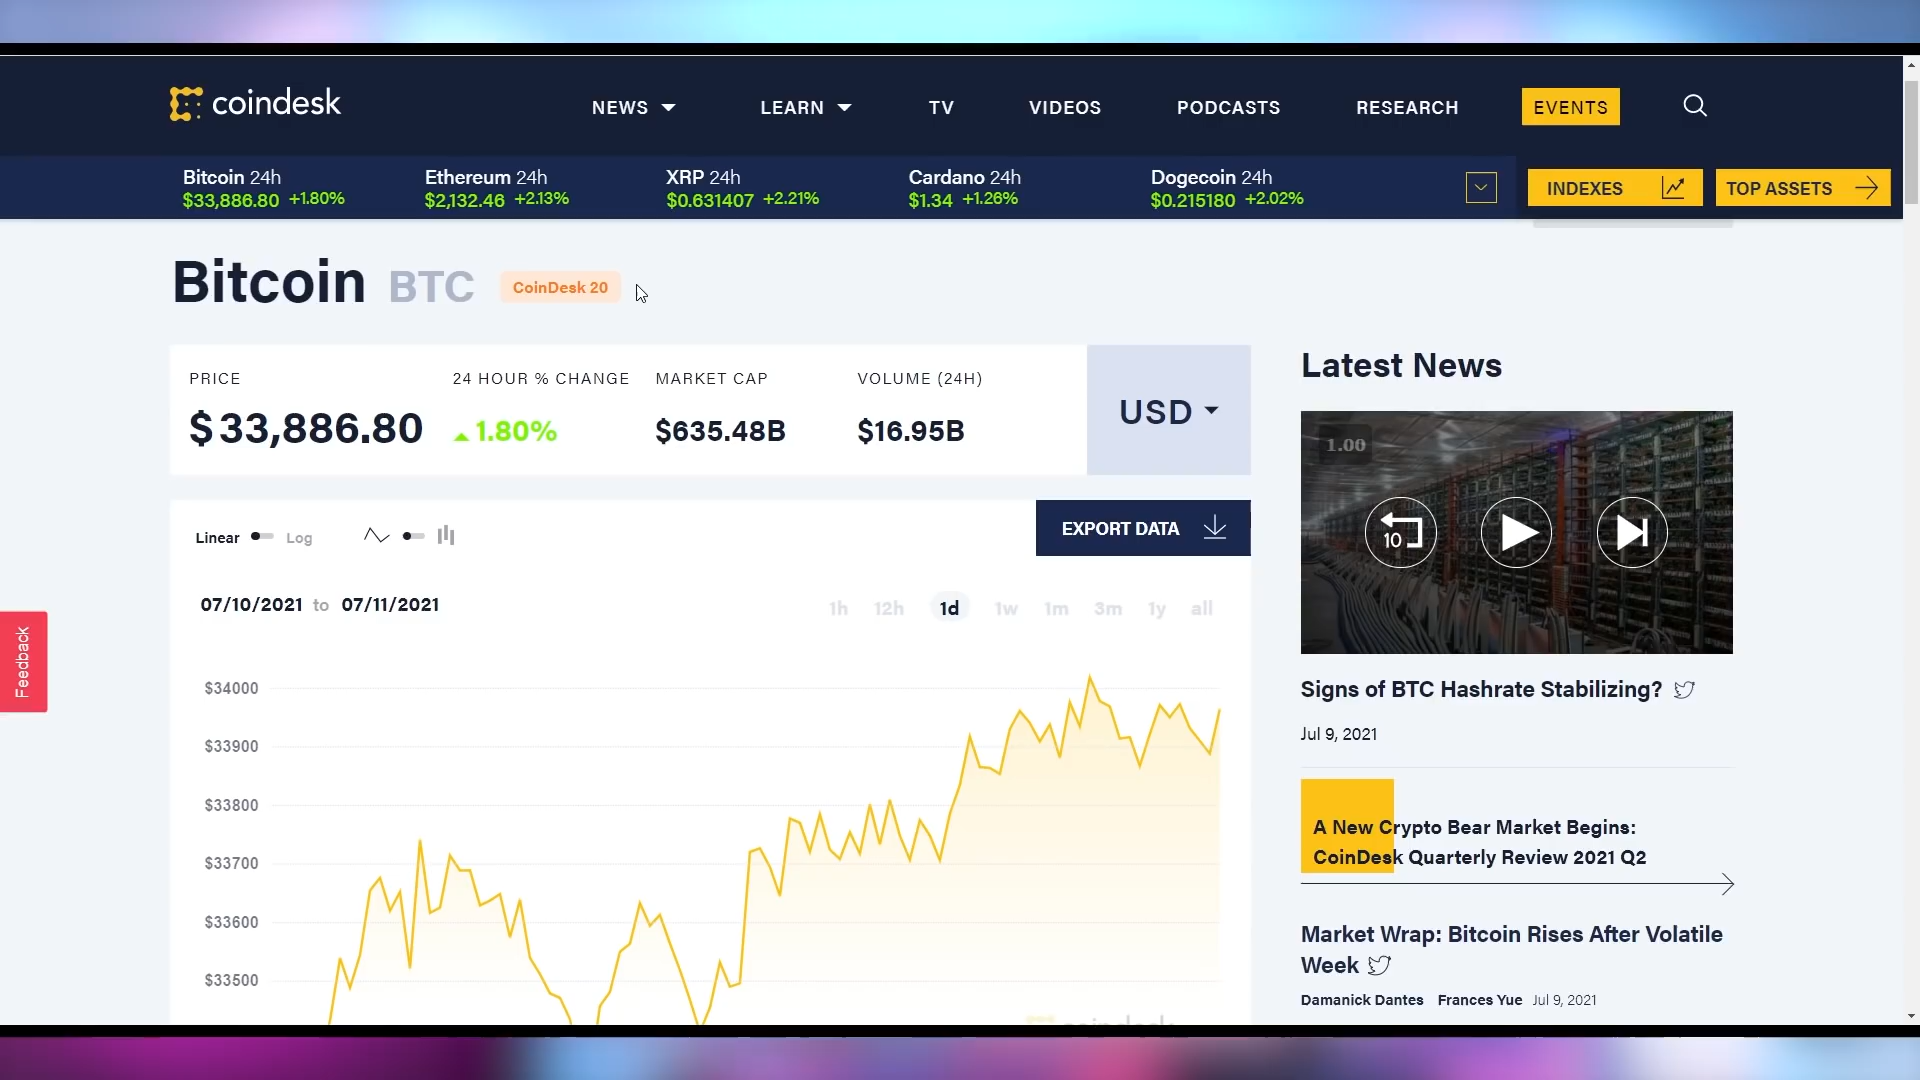 coindesk
NEWS LEARN TV VIDEOS PODCASTS RESEARCH EVENTS
Bitcoin 24h Ethereum 24h XRP 24h Cardano 24h Dogecoin 24h
$33,886.80 +1.80% $2,132.46 +2.13% $0.631407 +2.21% $1.34 +1.26% $0.215180 +2.02%
INDEXES TOP ASSETS
Bitcoin BTC CoinDesk 20
PRICE 24 HOUR % CHANGE MARKET CAP VOLUME (24H)
$33,886.80 1.80% $635.48B $16.95B
USD
Linear Log
EXPORT DATA
07/10/2021 to 07/11/2021
1h 12h 1d 1w 1m 3m 1y all
$34000
$33900
$33800
$33700
$33600
$33500
coindesk
Feedback
Latest News
1.00
10
Signs of BTC Hashrate Stabilizing?
Jul 9, 2021
A New Crypto Bear Market Begins:
CoinDesk Quarterly Review 2021 Q2
Market Wrap: Bitcoin Rises After Volatile
Week
Damanick Dantes Frances Yue Jul 9, 2021